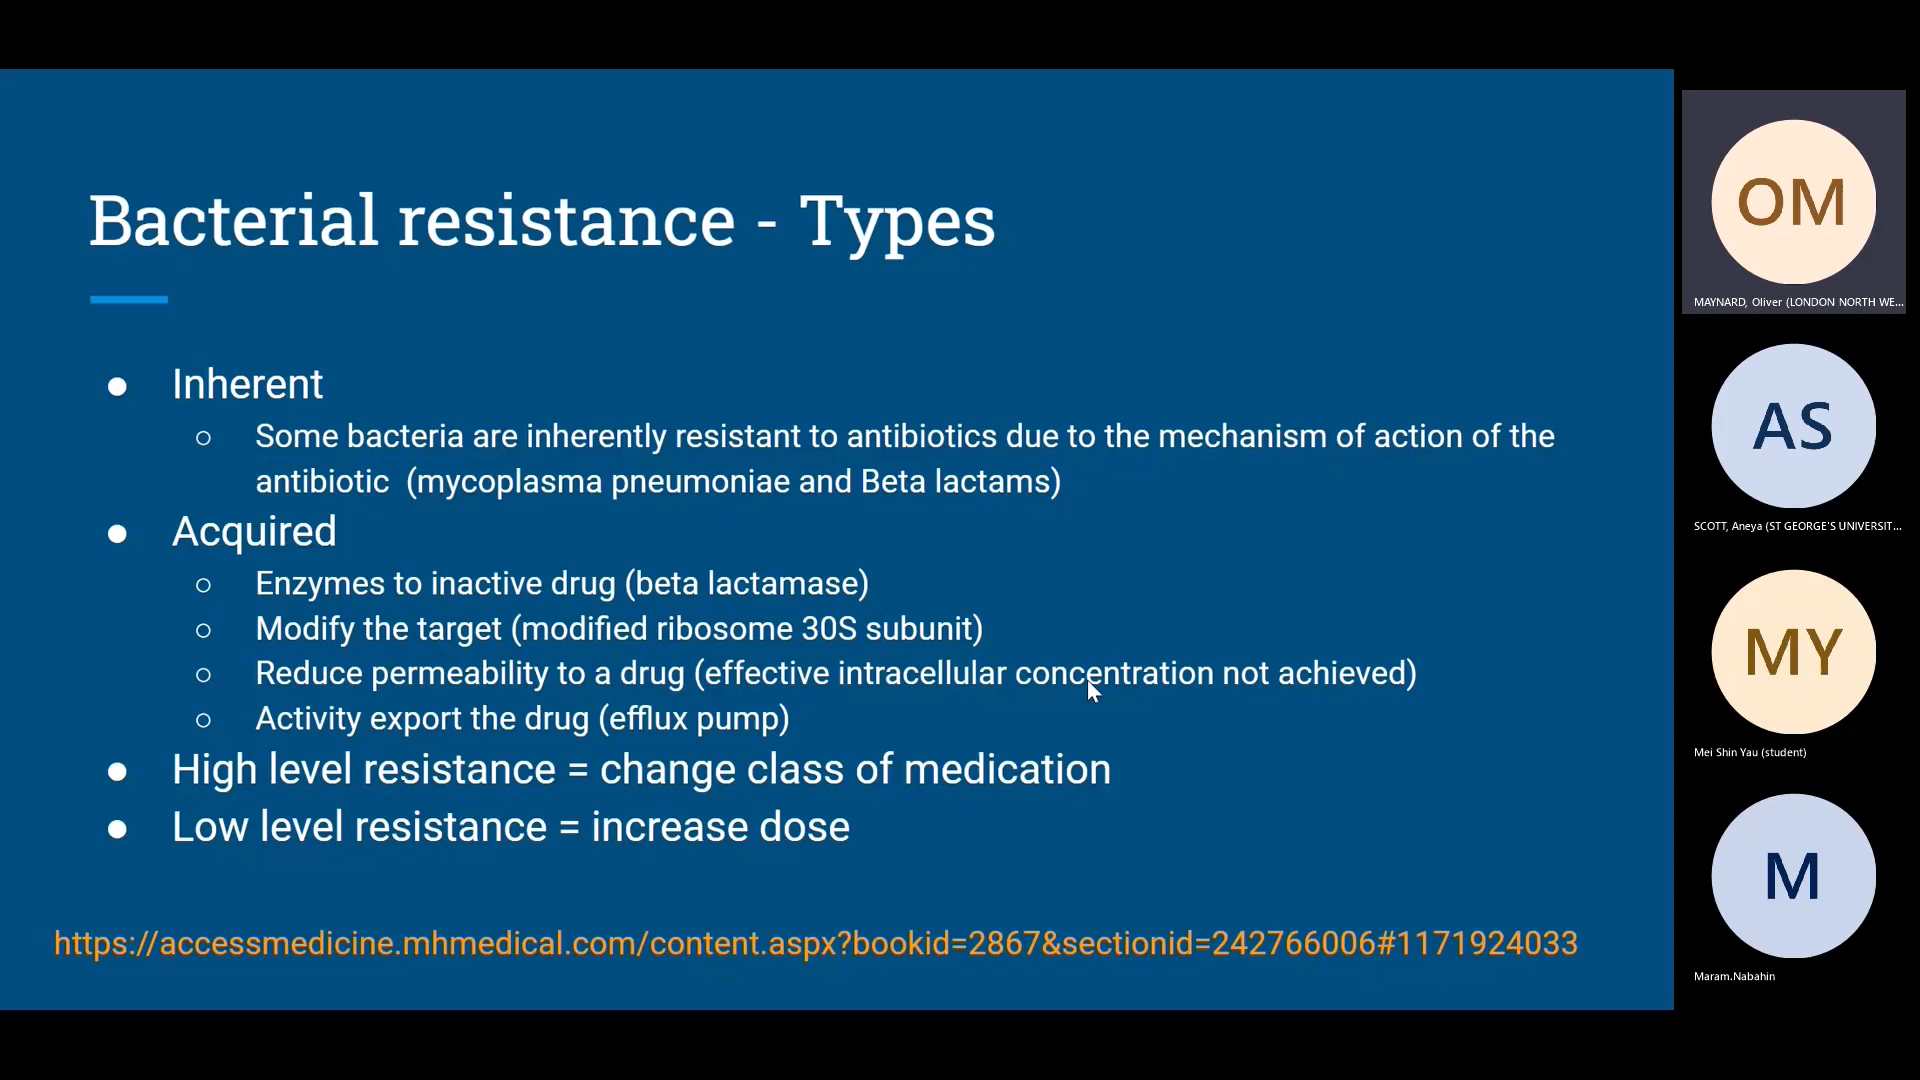 Bacterial resistance - Types
● Inherent
○ Some bacteria are inherently resistant to antibiotics due to the mechanism of action of the
antibiotic (mycoplasma pneumoniae and Beta lactams)
● Acquired
○ Enzymes to inactive drug (beta lactamase)
○ Modify the target (modified ribosome 30S subunit)
○ Reduce permeability to a drug (effective intracellular concentration not achieved)
○ Activity export the drug (efflux pump)
● High level resistance = change class of medication
● Low level resistance = increase dose
https://accessmedicine.mhmedical.com/content.aspx?bookid=2867&sectionid=242766006#1171924033
OM
MAYNARD, Oliver (LONDON NORTH WE...
AS
SCOTT, Aneya (ST GEORGE'S UNIVERSIT...
MY
Mei Shin Yau (student)
M
Maram.Nabahin